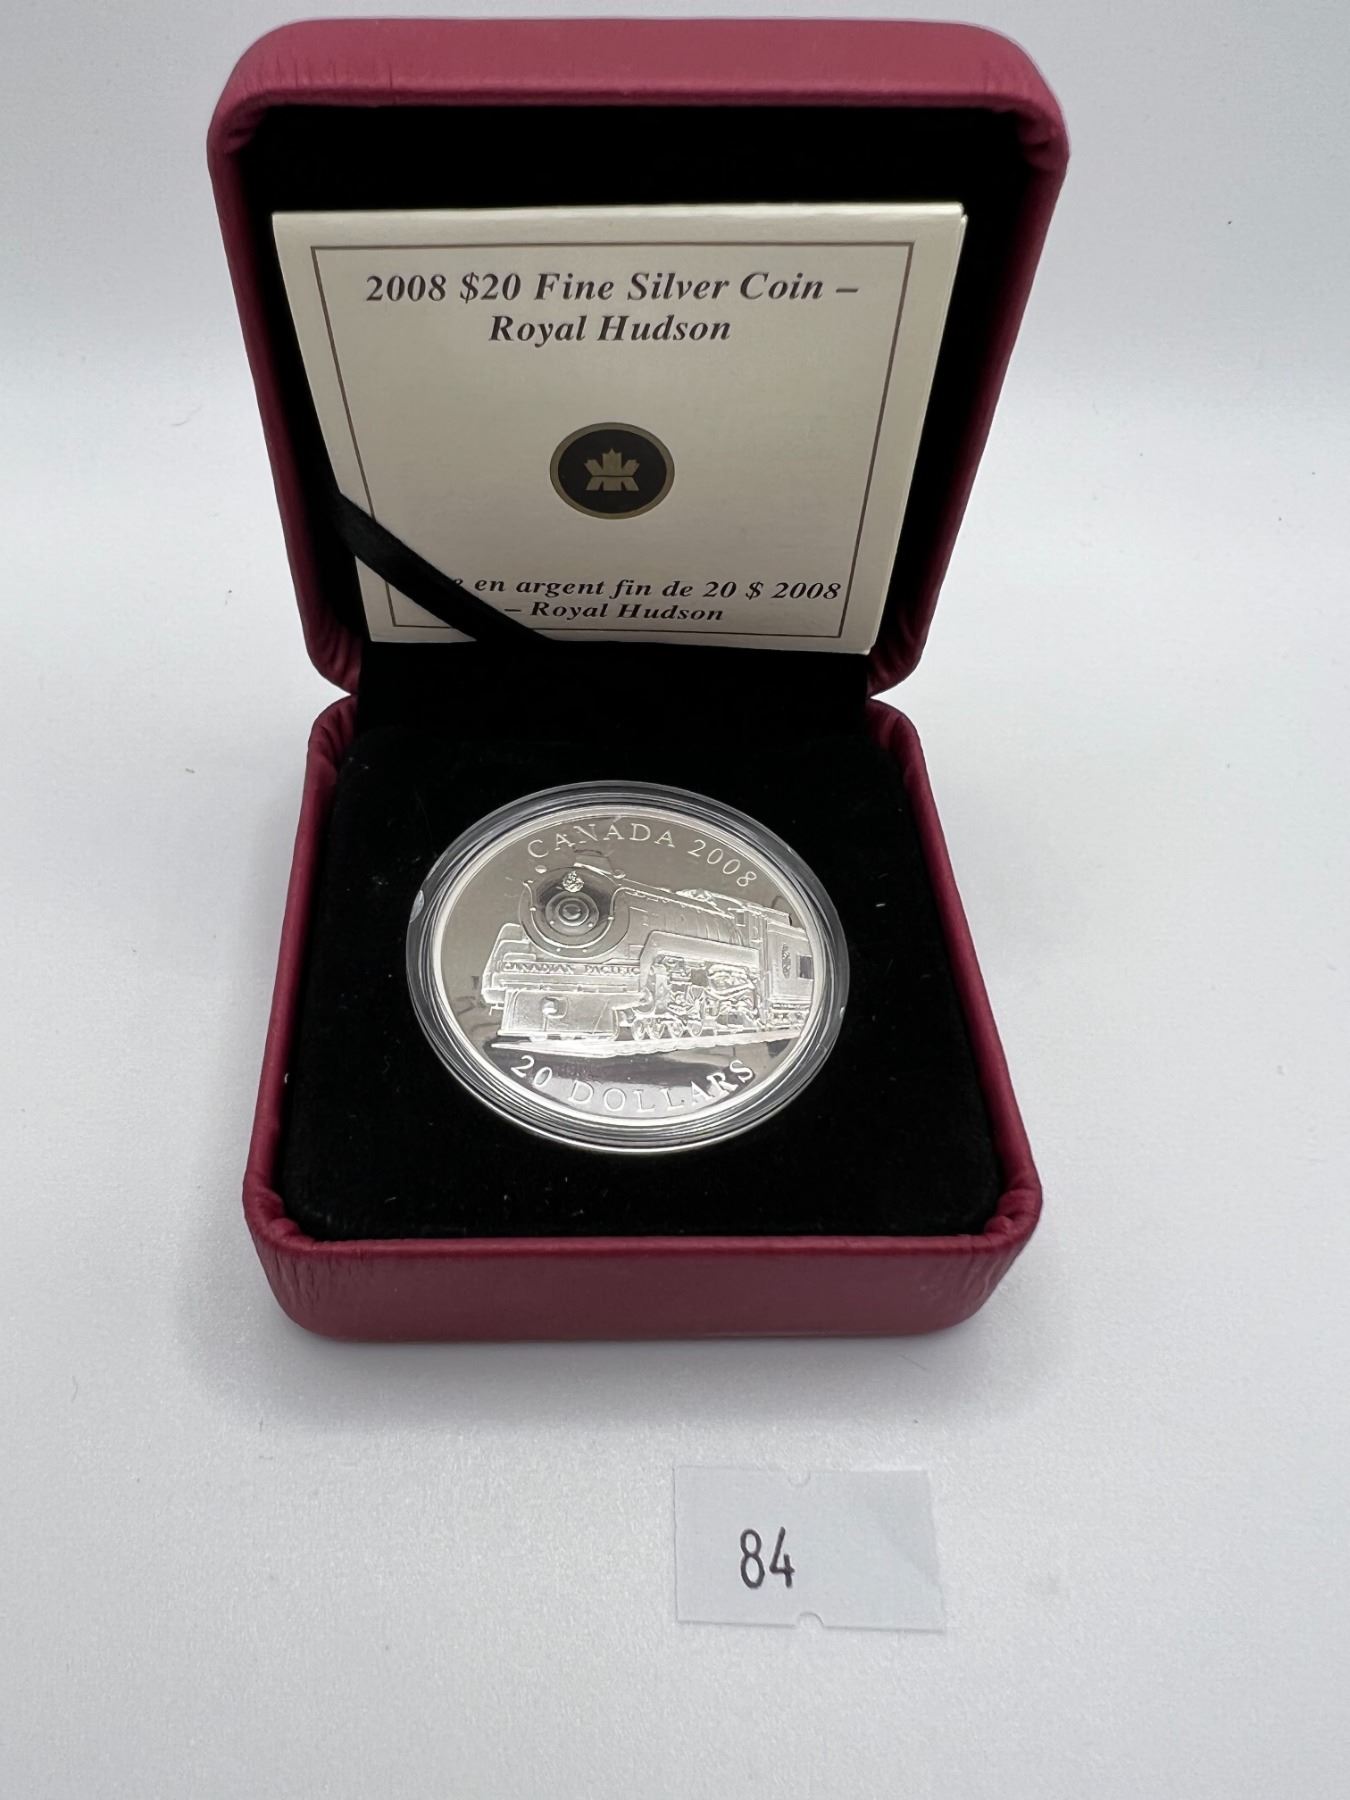 2008 $20 Fine Silver Coin –
Royal Hudson
en argent fin de 20 $ 2008
– Royal Hudson
CANADA 2008
CANADIAN PACIFIC
20 DOLLARS
84